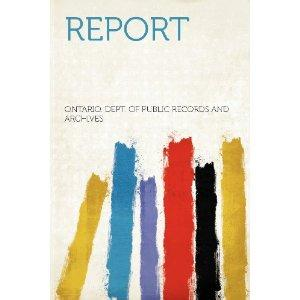 REPORT
ONTARIO. DEPT. OF PUBLIC RECORDS AND
ARCHIVES